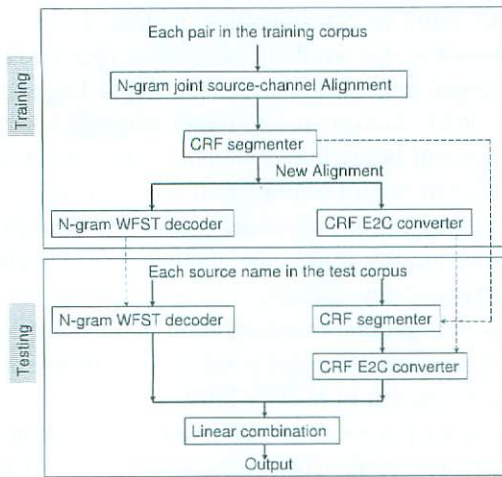 Training
Each pair in the training corpus
N-gram joint source-channel Alignment
CRF segmenter
New Alignment
N-gram WFST decoder
CRF E2C converter
Testing
Each source name in the test corpus
N-gram WFST decoder
CRF segmenter
CRF E2C converter
Linear combination
Output